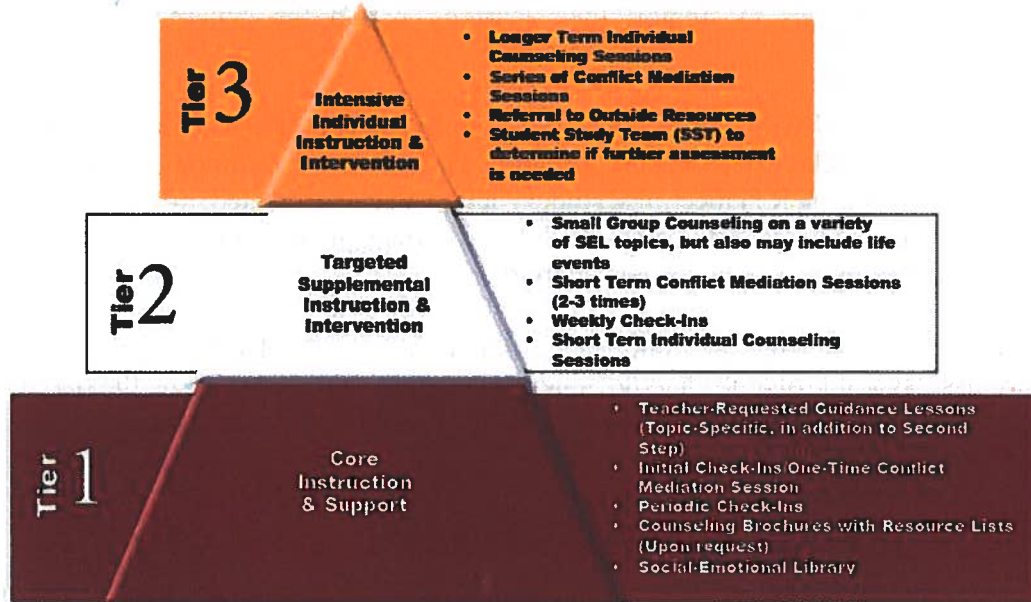 Tier 3
Intensive
Individual
Instruction &
Intervention
• Longer Term Individual
Counseling Sessions
• Series of Conflict Mediation
Sessions
• Referral to Outside Resources
• Student Study Team (SST) to
determine if further assessment
is needed
Tier 2
Targeted
Supplemental
Instruction &
Intervention
• Small Group Counseling on a variety
of SEL topics, but also may include life
events
• Short Term Conflict Mediation Sessions
(2-3 times)
• Weekly Check-Ins
• Short Tern Individual Counseling
Sessions
Tier 1
Core
Instruction
& Support
• Teacher-Requested Guidance Lessons
(Topic-Specific, in addition to Second
Step)
• Initial Check-Ins/One-Time Conflict
Mediation Session
• Periodic Check-Ins
• Counseling Brochures with Resource Lists
(Upon request)
• Social-Emotional Library